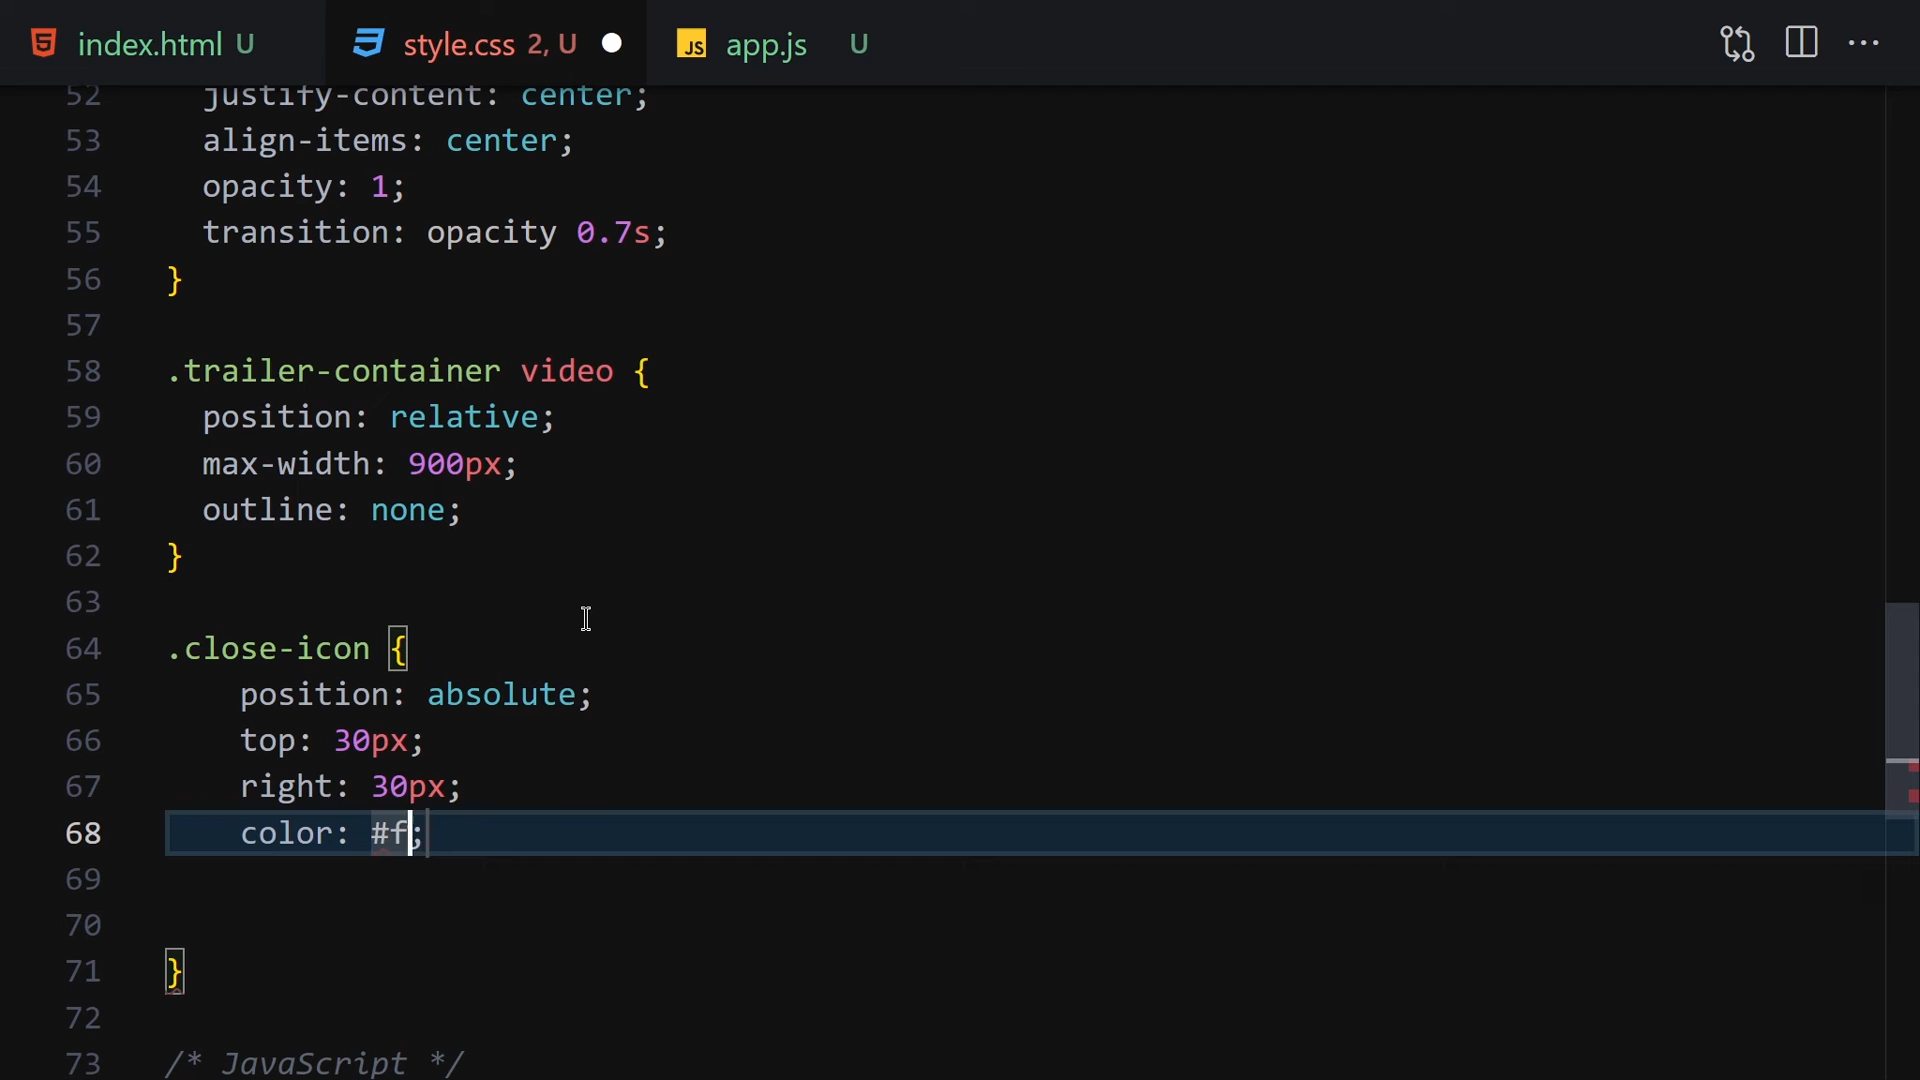 index.html U style.css 2, U JS app.js U
52 justify-content: center;
53 align-items: center;
54 opacity: 1;
55 transition: opacity 0.7s;
56 }
57
58 .trailer-container video {
59 position: relative;
60 max-width: 900px;
61 outline: none;
62 }
63
64 .close-icon {
65 position: absolute;
66 top: 30px;
67 right: 30px;
68 color: #f;
69
70
71 }
72
73 /* JavaScript */